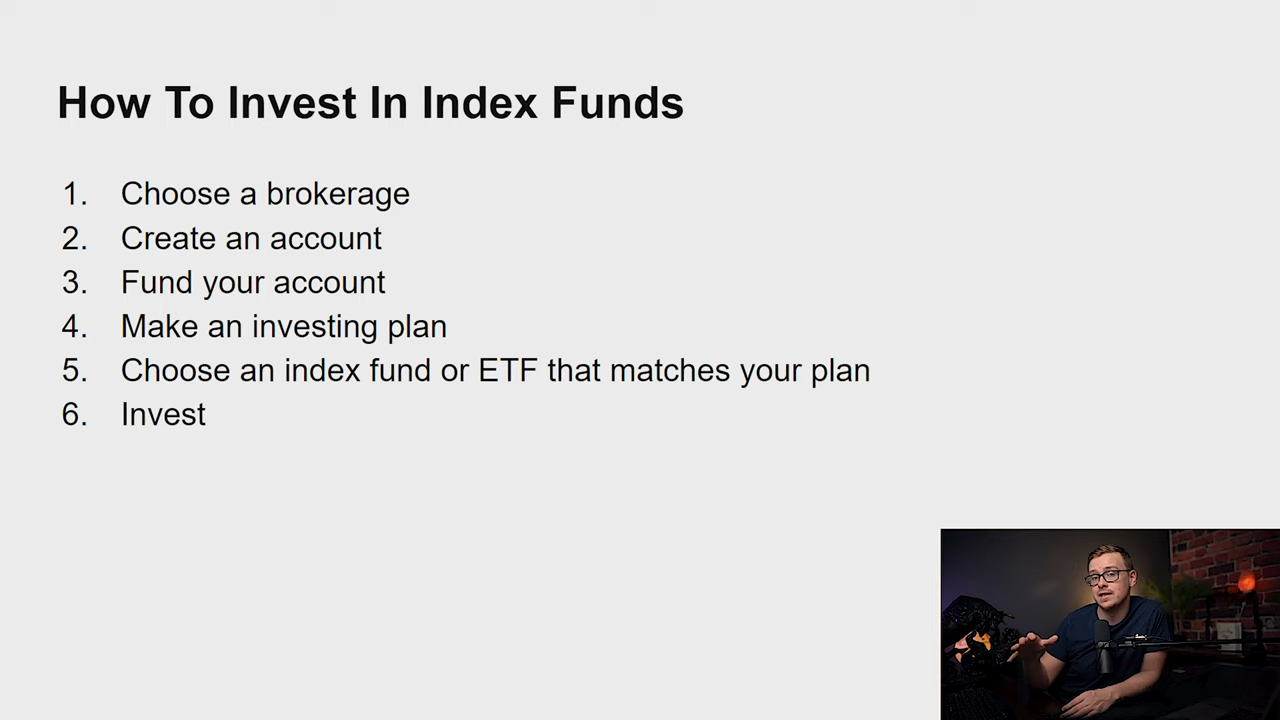 How To Invest In Index Funds
1. Choose a brokerage
2. Create an account
3. Fund your account
4. Make an investing plan
5. Choose an index fund or ETF that matches your plan
6. Invest